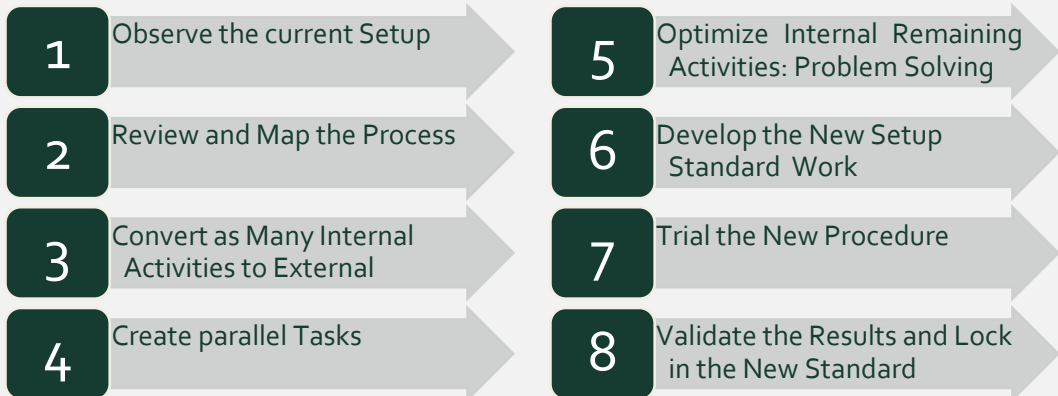 1
Observe the current Setup
2
Review and Map the Process
3
Convert as Many Internal
Activities to External
4
Create parallel Tasks
5
Optimize Internal Remaining
Activities: Problem Solving
6
Develop the New Setup
Standard Work
7
Trial the New Procedure
8
Validate the Results and Lock
in the New Standard